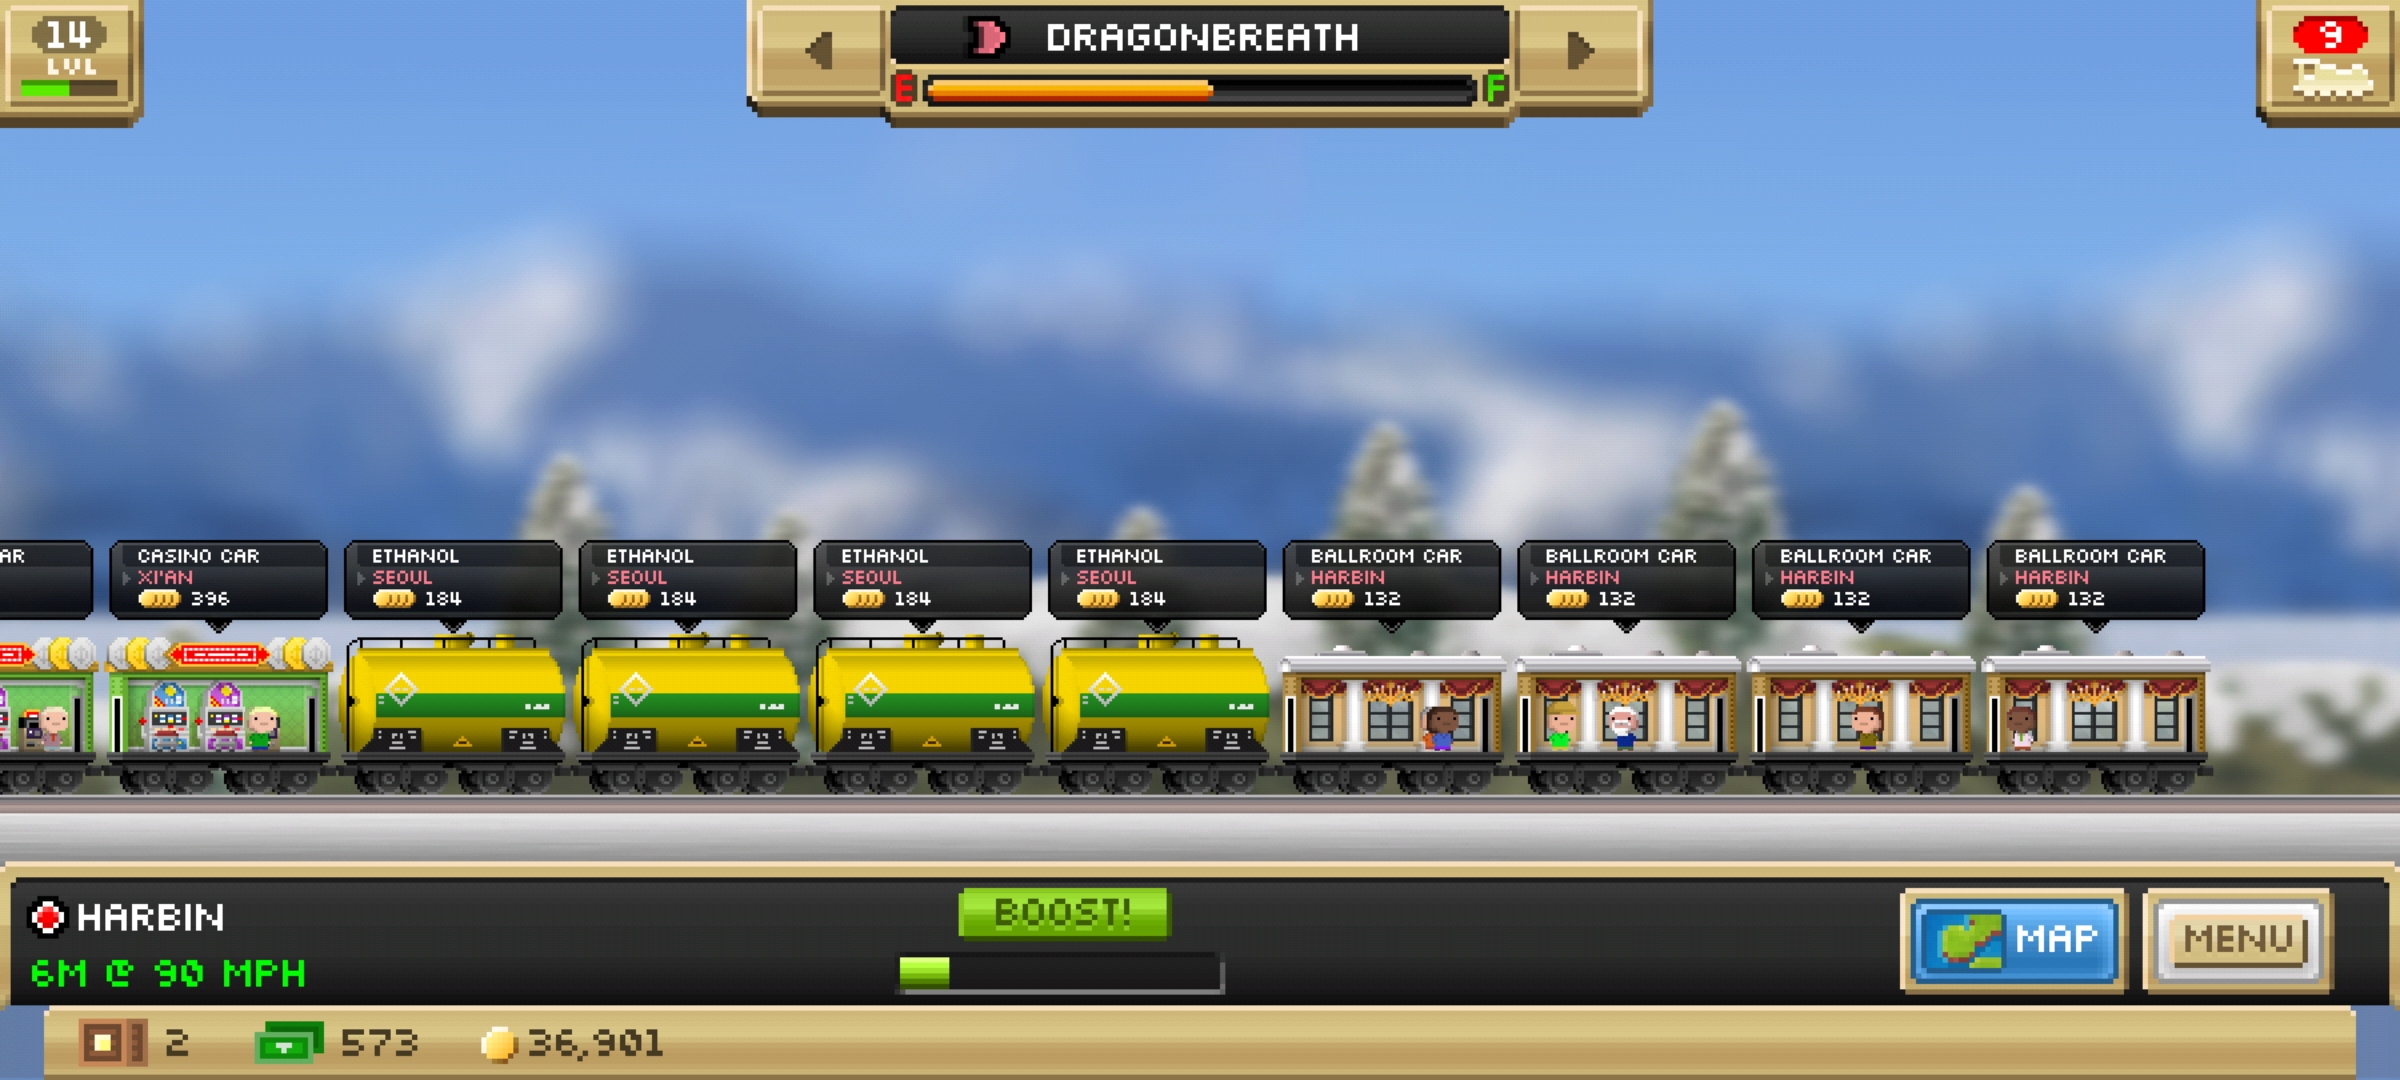 14
LVL
DRAGONBREATH
E F
9
AR
CASINO CAR
XI'AN
396
ETHANOL
SEOUL
184
ETHANOL
SEOUL
184
ETHANOL
SEOUL
184
ETHANOL
SEOUL
184
BALLROOM CAR
HARBIN
132
BALLROOM CAR
HARBIN
132
BALLROOM CAR
HARBIN
132
BALLROOM CAR
HARBIN
132
HARBIN
6M @ 90 MPH
BOOST!
MAP
MENU
2
573
36,901